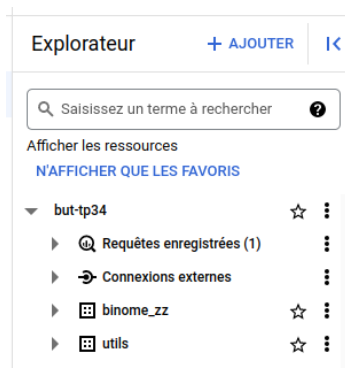 Explorateur + AJOUTER
Saisissez un terme à rechercher
Afficher les ressources
N'AFFICHER QUE LES FAVORIS
but-tp34
Requêtes enregistrées (1)
Connexions externes
binome_zz
utils